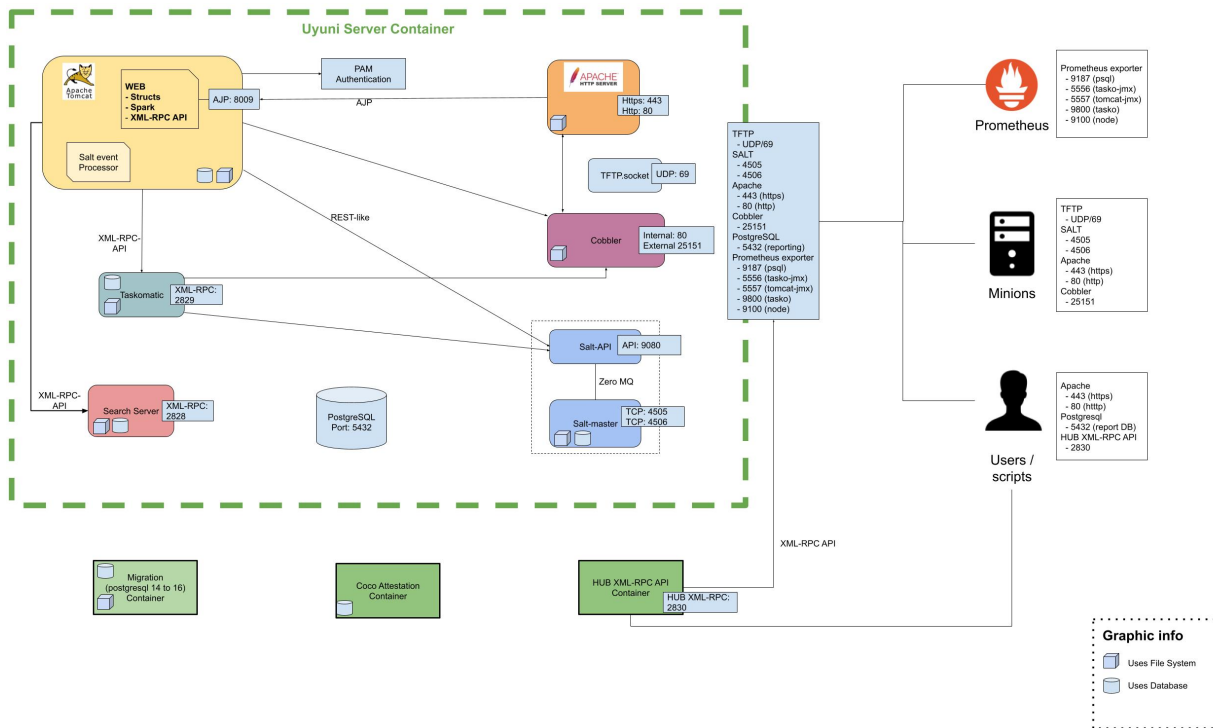 Uyuni Server Container
Apache
Tomcat
WEB
- Structs
- Spark
- XML-RPC API
AJP: 8009
Salt event
Processor
PAM
Authentication
AJP
APACHE
HTTP SERVER
Https: 443
Http: 80
TFTP.socket
UDP: 69
REST-like
Cobbler
Internal: 80
External 25151
XML-RPC-
API
Taskomatic
XML-RPC:
2829
Salt-API
API: 9080
Zero MQ
Salt-master
TCP: 4505
TCP: 4506
XML-RPC-
API
Search Server
XML-RPC:
2828
PostgreSQL
Port: 5432
TFTP
- UDP/69
SALT
- 4505
- 4506
Apache
- 443 (https)
- 80 (http)
Cobbler
- 25151
PostgreSQL
- 5432 (reporting)
Prometheus exporter
- 9187 (psql)
- 5556 (tasko-jmx)
- 5557 (tomcat-jmx)
- 9800 (tasko)
- 9100 (node)
Prometheus
Prometheus exporter
- 9187 (psql)
- 5556 (tasko-jmx)
- 5557 (tomcat-jmx)
- 9800 (tasko)
- 9100 (node)
Minions
TFTP
- UDP/69
SALT
- 4505
- 4506
Apache
- 443 (https)
- 80 (http)
Cobbler
- 25151
Users /
scripts
Apache
- 443 (https)
- 80 (htttp)
Postgresql
- 5432 (report DB)
HUB XML-RPC API
- 2830
XML-RPC API
Migration
(postgresql 14 to 16)
Container
Coco Attestation
Container
HUB XML-RPC API
Container
HUB XML-RPC:
2830
Graphic info
Uses File System
Uses Database